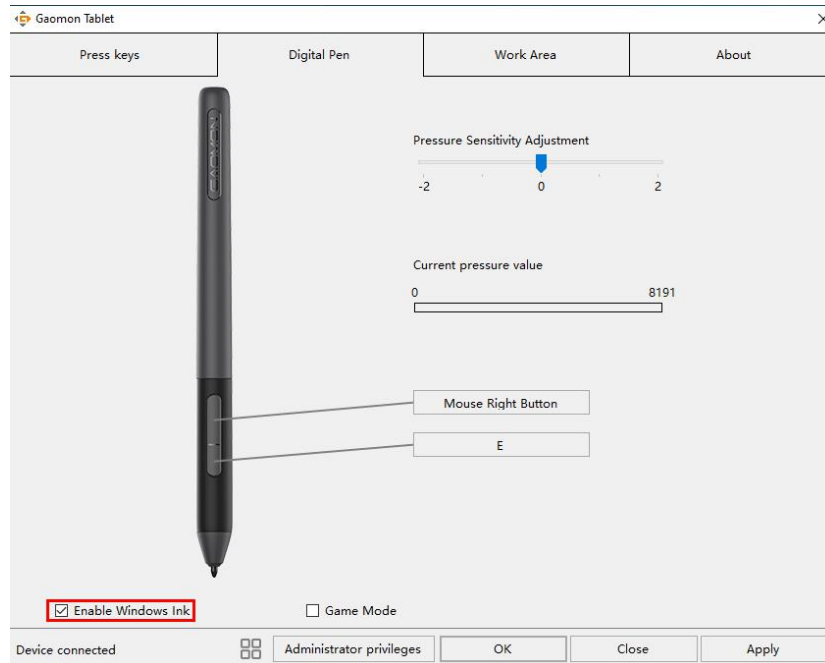 Gaomon Tablet
Press keys Digital Pen Work Area About
GAOMON
Pressure Sensitivity Adjustment
-2 0 2
Current pressure value
0 8191
Mouse Right Button
E
Enable Windows Ink Game Mode
Device connected Administrator privileges OK Close Apply